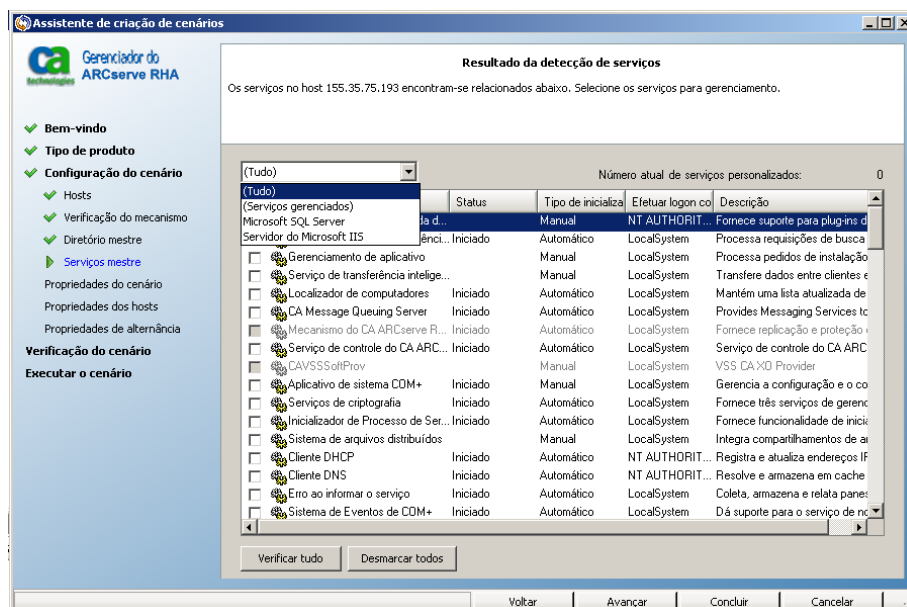 Assistente de criação de cenários
ca
technologies
Gerenciador do
ARCserve RHA
Bem-vindo
Tipo de produto
Configuração do cenário
Hosts
Verificação do mecanismo
Diretório mestre
Serviços mestre
Propriedades do cenário
Propriedades dos hosts
Propriedades de alternância
Verificação do cenário
Executar o cenário
Resultado da detecção de serviços
Os serviços no host 155.35.75.193 encontram-se relacionados abaixo. Selecione os serviços para gerenciamento.
(Tudo)
Número atual de serviços personalizados: 0
(Tudo)
(Serviços gerenciados)
Microsoft SQL Server
Servidor do Microsoft IIS
Status Tipo de inicializa Efetuar logon co Descrição
da d... Manual NT AUTHORIT... Fornece suporte para plug-ins d
ênci... Iniciado Automático LocalSystem Processa requisições de busca
Gerenciamento de aplicativo Manual LocalSystem Processa pedidos de instalação
Serviço de transferência intelige... Manual LocalSystem Transfere dados entre clientes e
Localizador de computadores Iniciado Automático LocalSystem Mantém uma lista atualizada de
CA Message Queuing Server Iniciado Automático LocalSystem Provides Messaging Services to
Mecanismo do CA ARCserve R... Iniciado Automático LocalSystem Fornece replicação e proteção
Serviço de controle do CA ARC... Iniciado Automático LocalSystem Serviço de controle do CA ARC
CAVSSSoftProv Manual LocalSystem VSS CA XO Provider
Aplicativo de sistema COM+ Iniciado Manual LocalSystem Gerencia a configuração e o co
Serviços de criptografia Iniciado Automático LocalSystem Fornece três serviços de gerenc
Inicializador de Processo de Ser... Iniciado Automático LocalSystem Fornece funcionalidade de inicia
Sistema de arquivos distribuídos Manual LocalSystem Integra compartilhamentos de ar
Cliente DHCP Iniciado Automático NT AUTHORIT... Registra e atualiza endereços IF
Cliente DNS Iniciado Automático NT AUTHORIT... Resolve e armazena em cache
Erro ao informar o serviço Iniciado Automático LocalSystem Coleta, armazena e relata panes
Sistema de Eventos de COM+ Iniciado Automático LocalSystem Dá suporte para o serviço de no
Verificar tudo Desmarcar todos
Voltar Avançar Concluir Cancelar